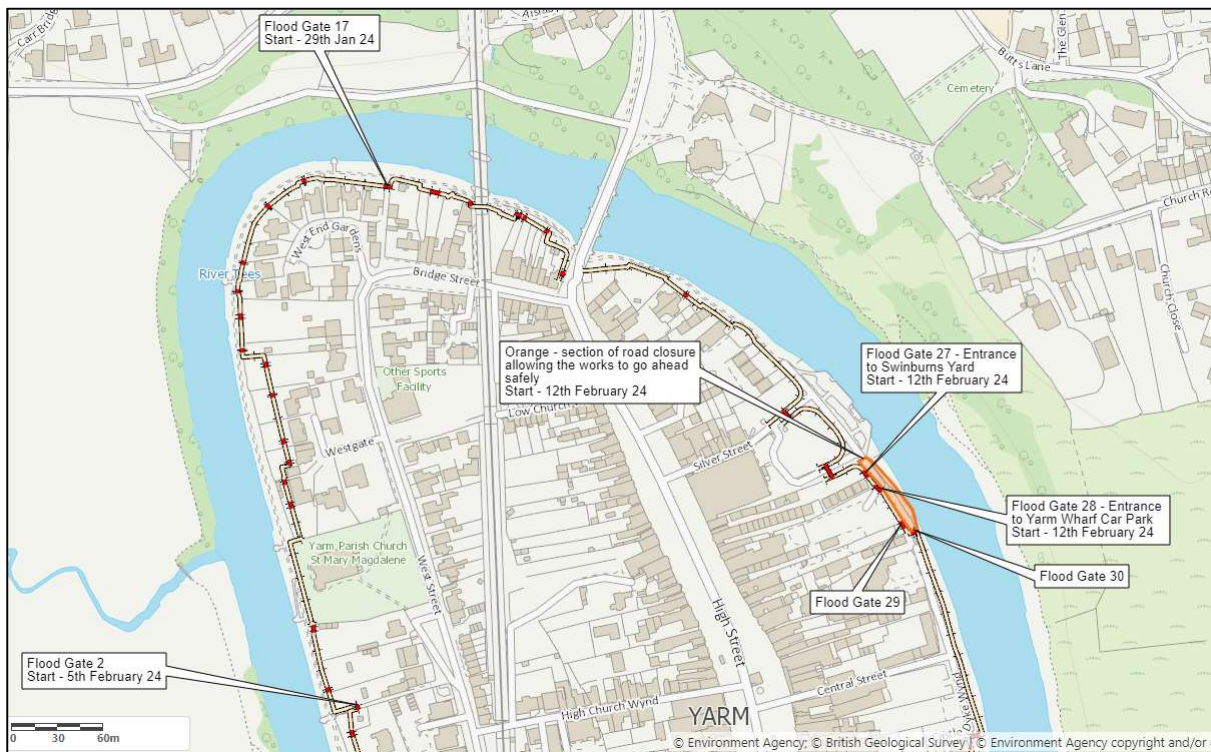 Carr Bridge
Flood Gate 17
Start - 29th Jan 24
Aislaby
Butts Lane
The Glen
Cemetery
Church Ro
Church Close
West End Gardens
River Tees
Bridge Street
Orange - section of road closure
allowing the works to go ahead
safely
Start - 12th February 24
Flood Gate 27 - Entrance
to Swinburns Yard
Start - 12th February 24
Other Sports
Facility
Low Church
Westgate
Silver Street
Flood Gate 28 - Entrance
to Yarm Wharf Car Park
Start - 12th February 24
Yarm Parish Church
St Mary Magdalene
West Street
Flood Gate 30
Flood Gate 29
High Street
Flood Gate 2
Start - 5th February 24
Central Street
High Church Wynd
YARM
0 30 60m
© Environment Agency; © British Geological Survey | © Environment Agency copyright and/or